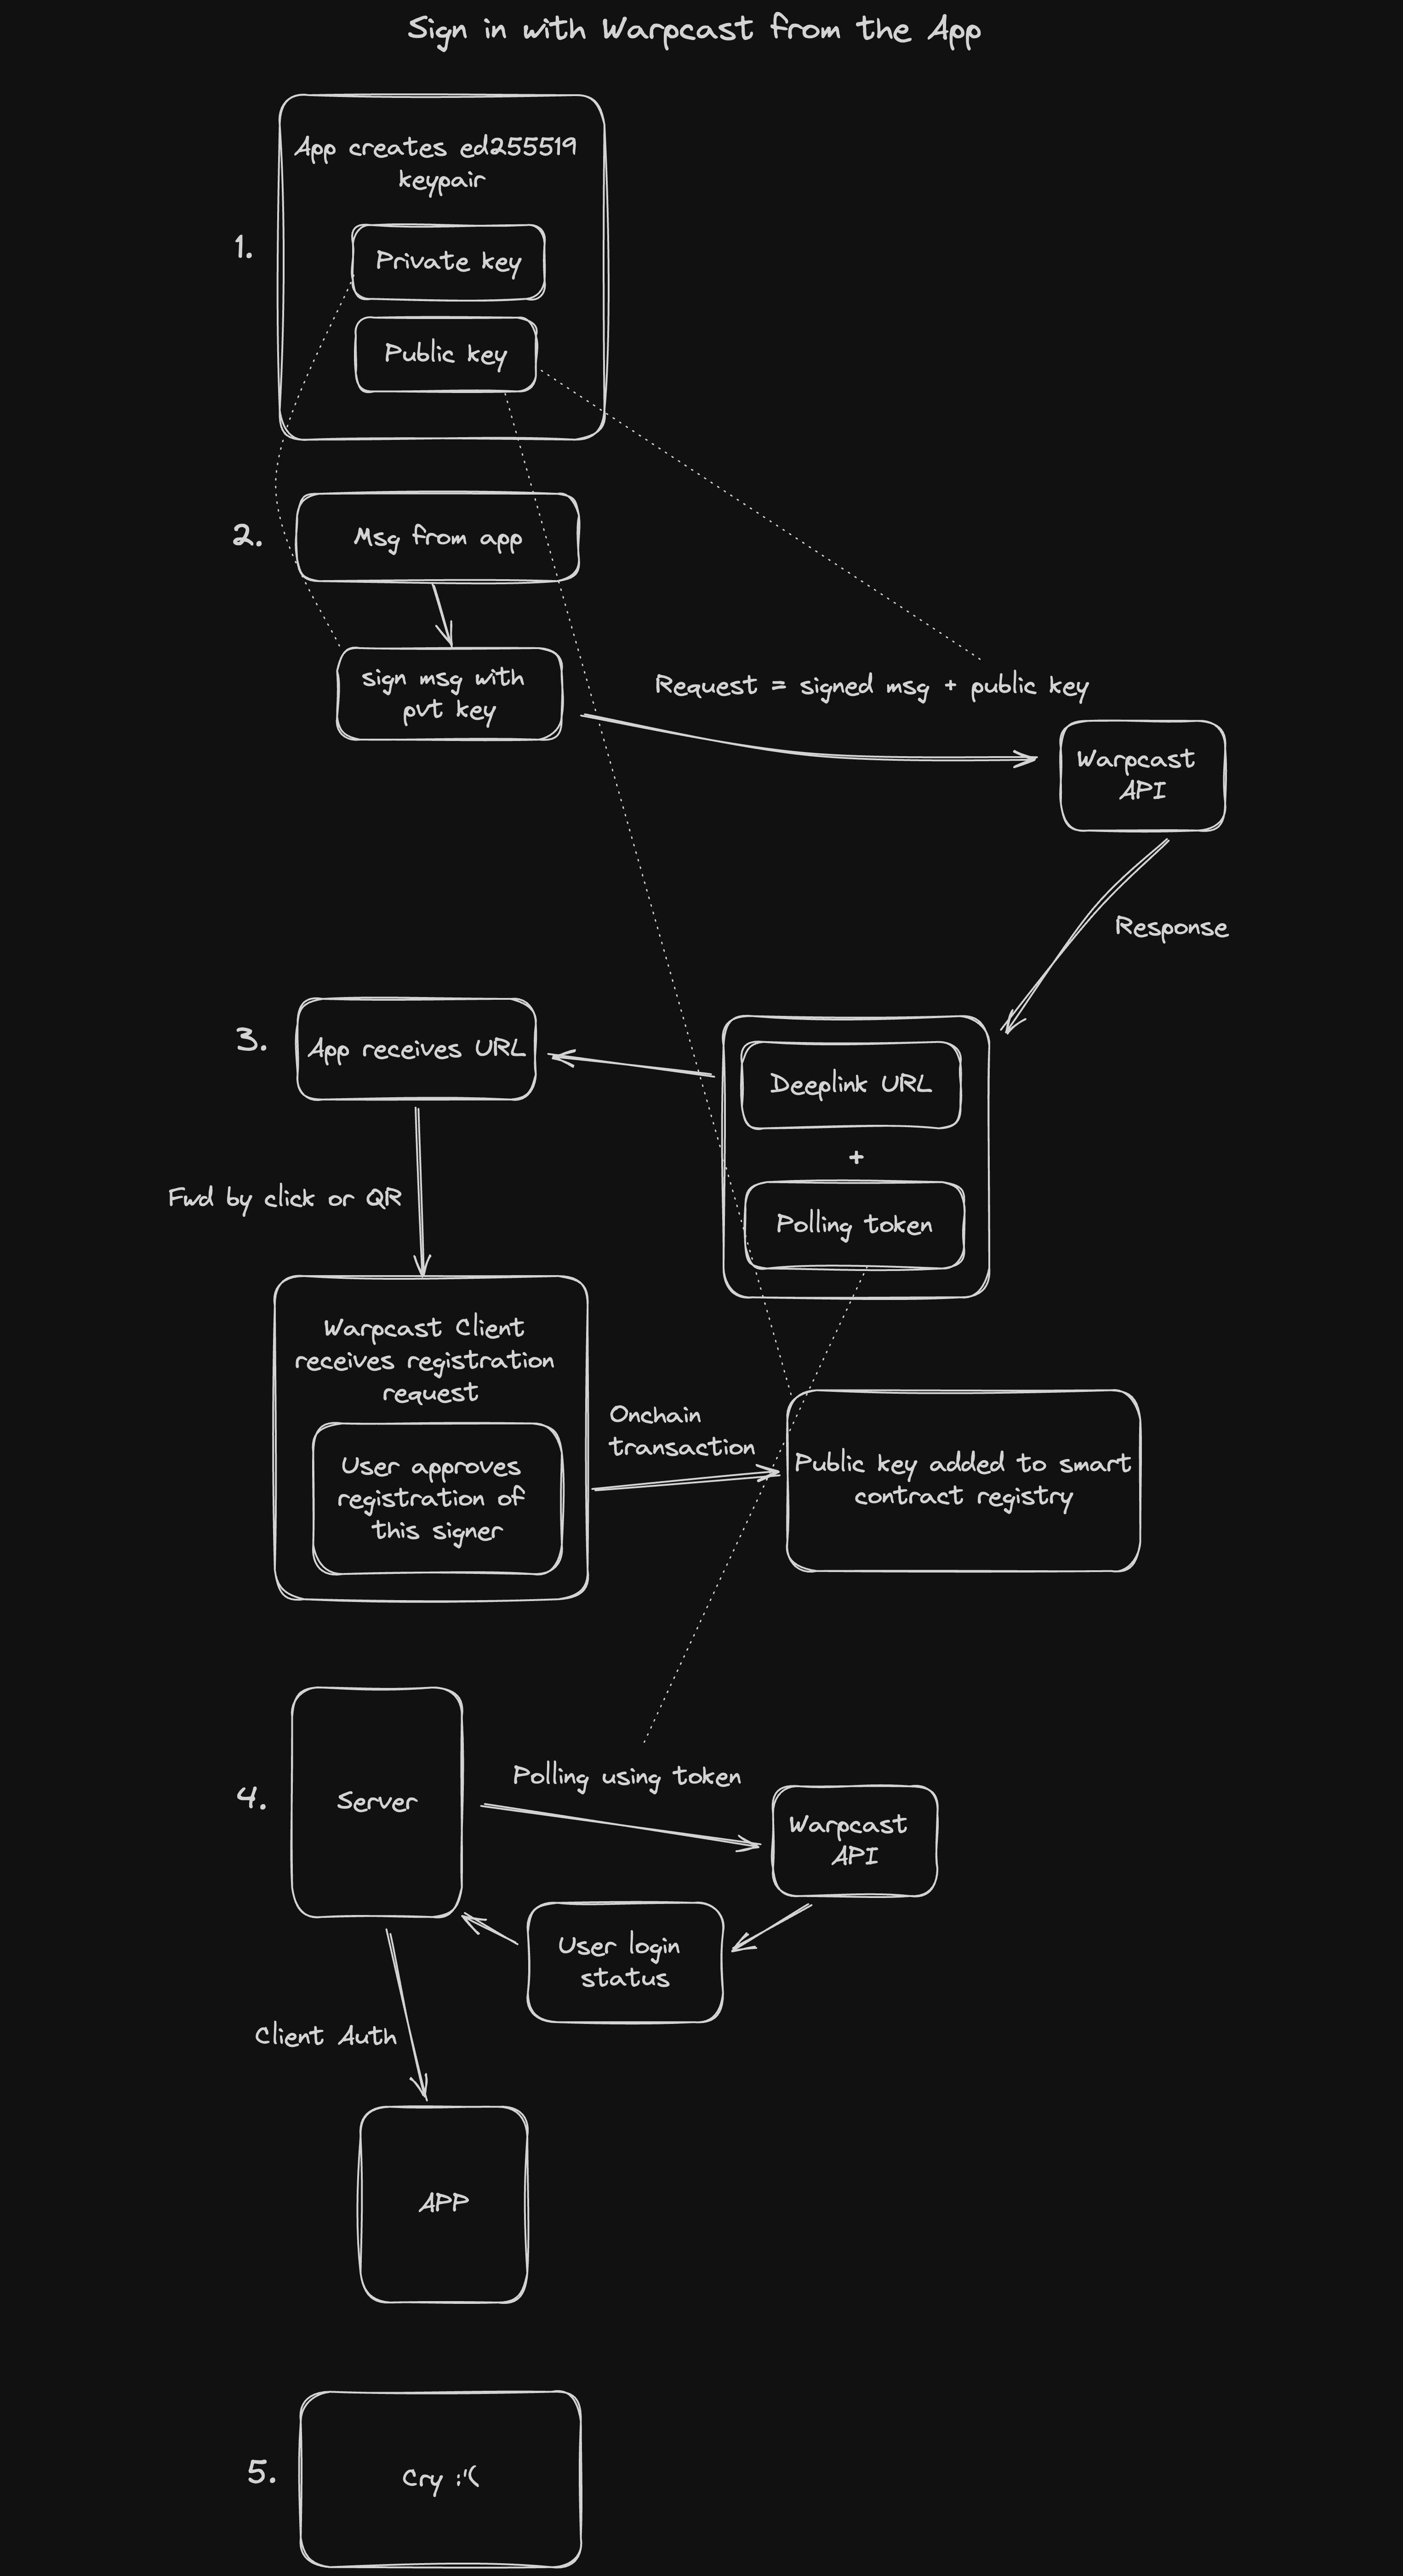 Sign in with Warpcast from the App
1.
App creates ed255519
keypair
Private key
Public key
2.
Msg from app
sign msg with
pvt key
Request = signed msg + public key
Warpcast
API
Response
3.
App receives URL
Deeplink URL
+
Polling token
Fwd by click or QR
Warpcast Client
receives registration
request
User approves
registration of
this signer
Onchain
transaction
Public key added to smart
contract registry
4.
Server
Polling using token
Warpcast
API
User login
status
Client Auth
APP
5.
Cry :'(